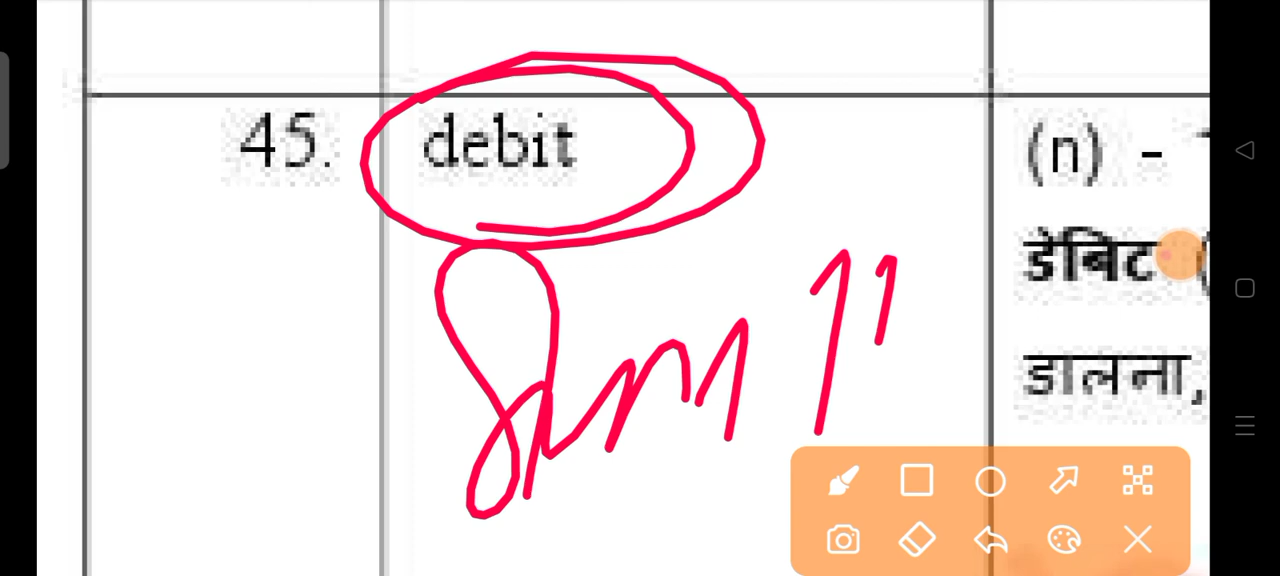 45. debit (n) -
डेबिट
डालना,